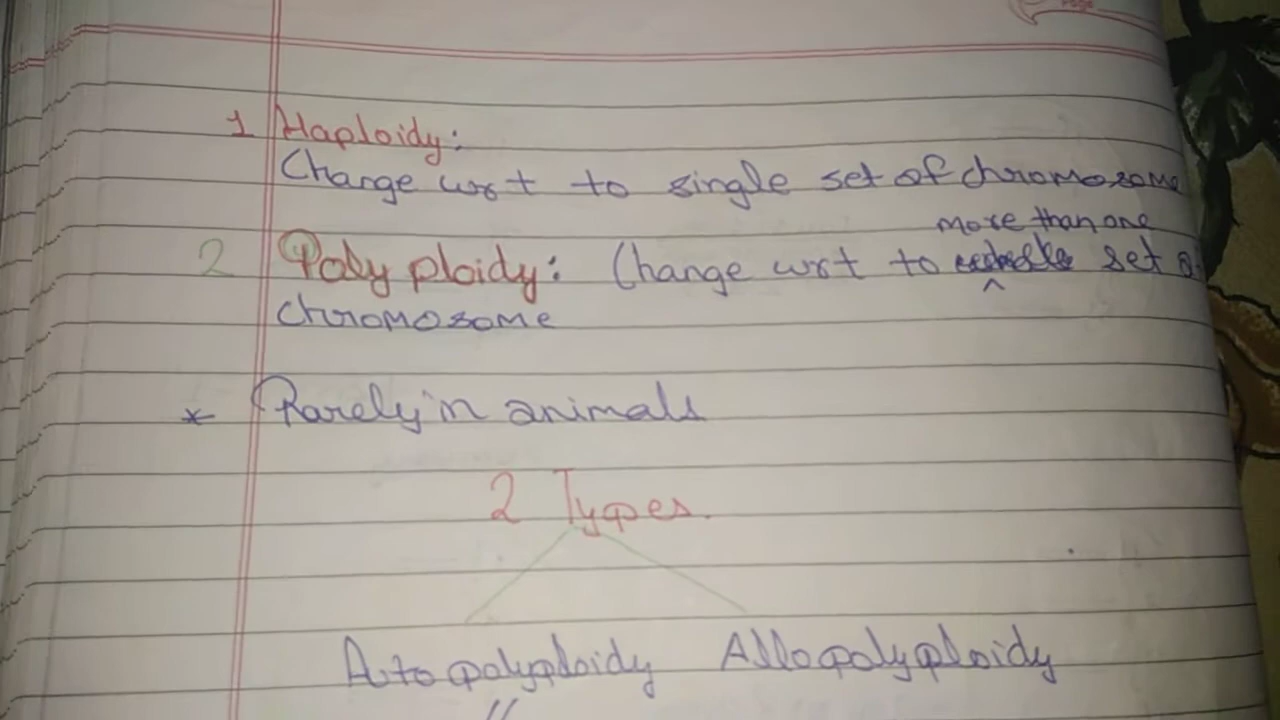 1 Haploidy:
Change wrt to single set of chromosome
more than one
2 Polyploidy: Change wrt to set o
chromosome
* Rarely in animals
2 Types.
Autopolyploidy Allopolyploidy